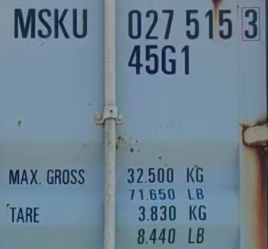 MSKU 027 515 3
45G1
MAX. GROSS 32.500 KG
71.650 LB
TARE 3.830 KG
8.440 LB